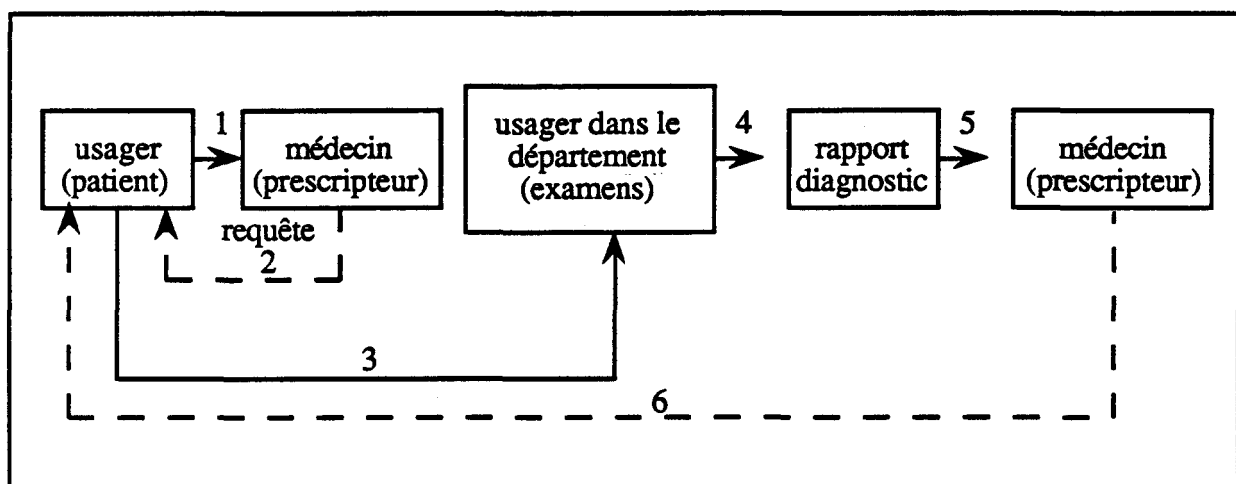 usager
(patient)
1
médecin
(prescripteur)
usager dans le
département
(examens)
4
rapport
diagnostic
5
médecin
(prescripteur)
requête
2
3
6